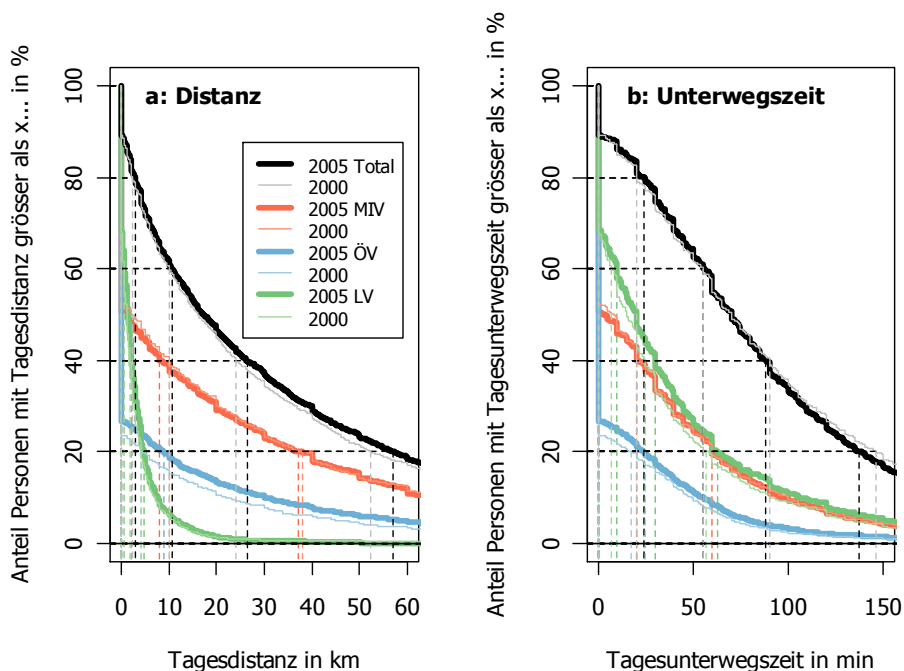 Anteil Personen mit Tagesdistanz grösser als x... in %
a: Distanz
100
80
60
40
20
0
2005 Total
2000
2005 MIV
2000
2005 ÖV
2000
2005 LV
2000
0 10 20 30 40 50 60
Tagesdistanz in km
Anteil Personen mit Tagesunterwegszeit grösser als x... in %
b: Unterwegszeit
100
80
60
40
20
0
0 50 100 150
Tagesunterwegszeit in min